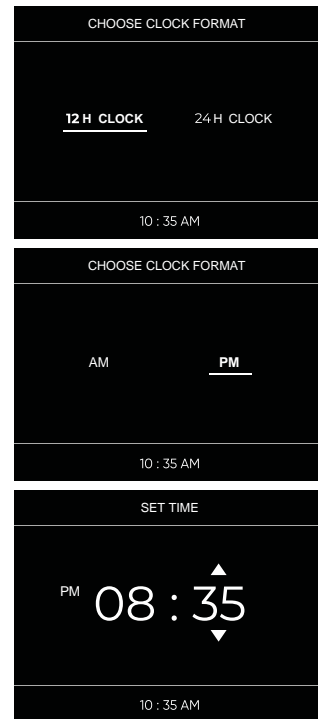 CHOOSE CLOCK FORMAT
12 H CLOCK 24 H CLOCK
10 : 35 AM
CHOOSE CLOCK FORMAT
AM PM
10 : 35 AM
SET TIME
PM 08 : 35
10 : 35 AM